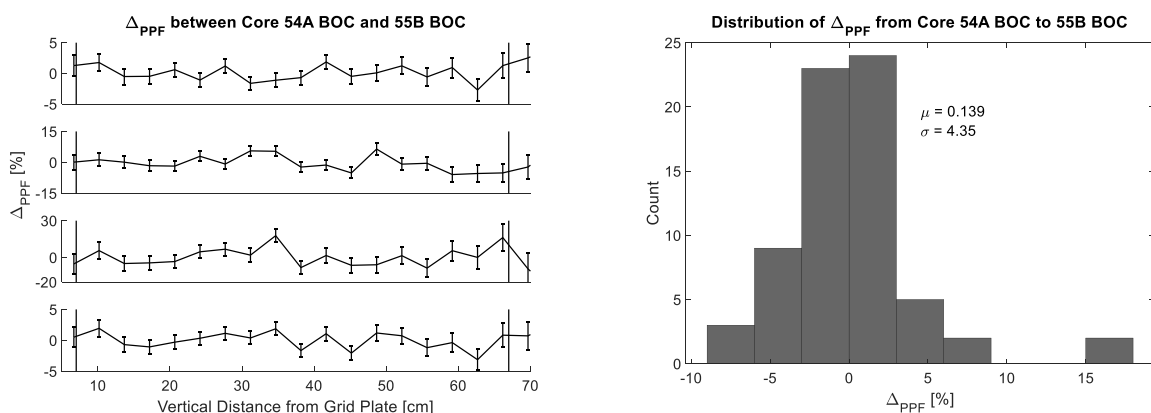 Δ_PPF between Core 54A BOC and 55B BOC
5
0
-5
15
0
-15
30
0
-20
5
0
-5
Δ_PPF [%]
10 20 30 40 50 60 70
Vertical Distance from Grid Plate [cm]
Distribution of Δ_PPF from Core 54A BOC to 55B BOC
25
20
15
10
5
0
Count
μ = 0.139
σ = 4.35
-10 -5 0 5 10 15
Δ_PPF [%]